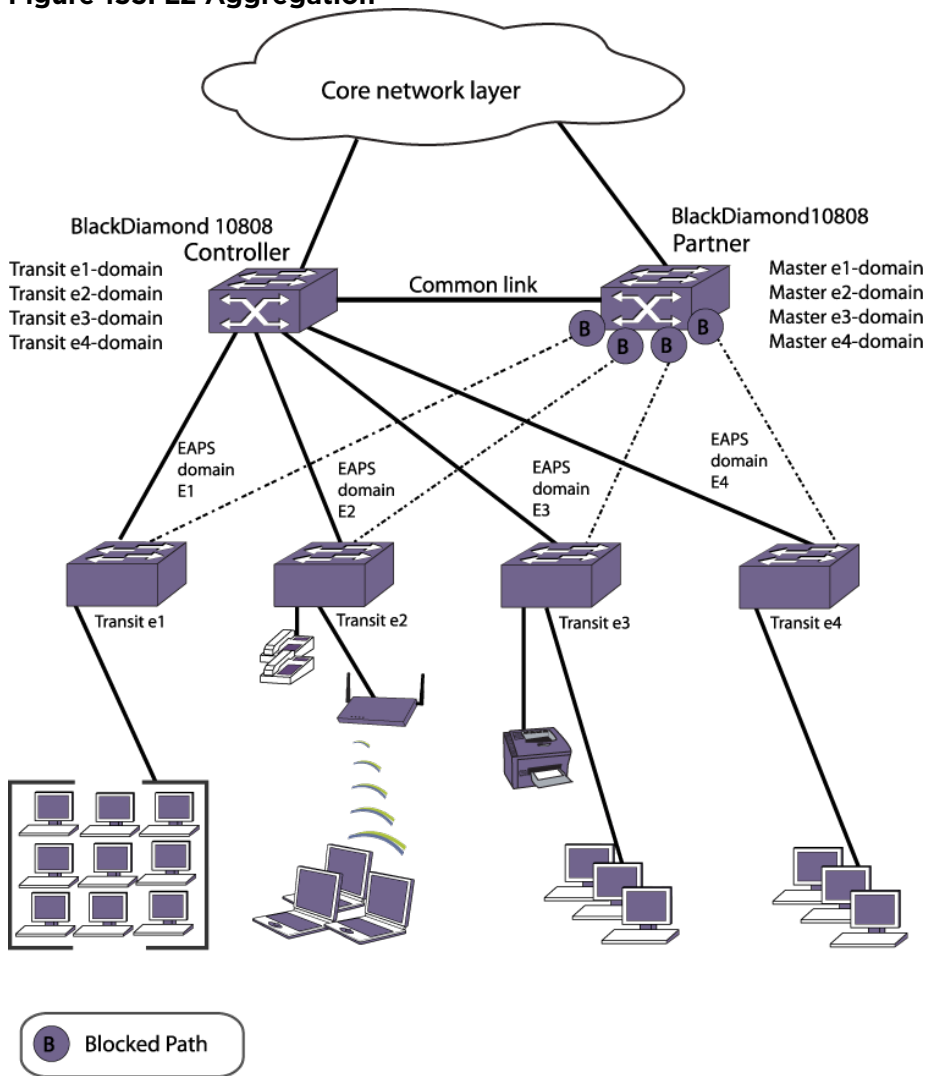 Figure 133: L2 Aggregation
Core network layer
BlackDiamond 10808
Controller
BlackDiamond10808
Partner
Transit e1-domain
Transit e2-domain
Transit e3-domain
Transit e4-domain
Common link
Master e1-domain
Master e2-domain
Master e3-domain
Master e4-domain
B
B
B
B
EAPS
domain
E1
EAPS
domain
E2
EAPS
domain
E3
EAPS
domain
E4
Transit e1
Transit e2
Transit e3
Transit e4
B Blocked Path